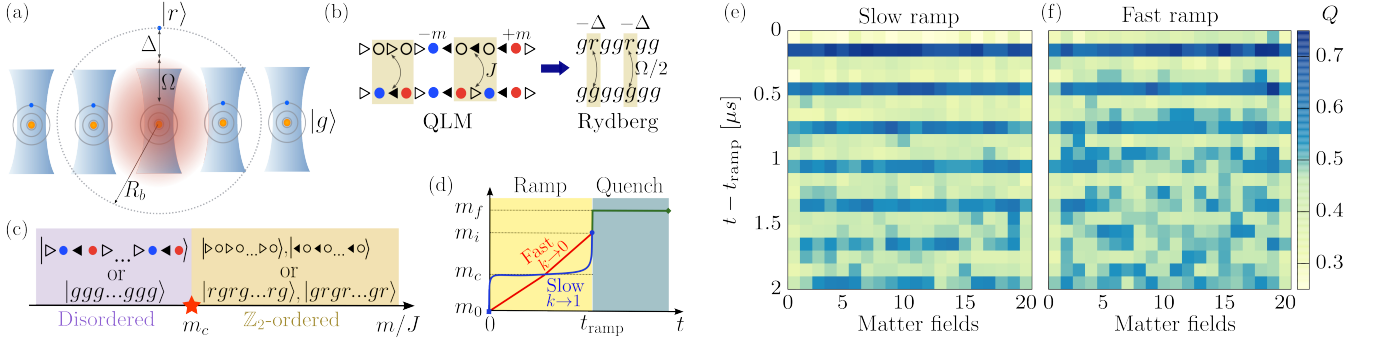 (a)
|r⟩
Δ
Ω
|g⟩
R_b
(b)
−m
+m
J
QLM
−Δ −Δ
grggrgg
Ω/2
ggggggg
Rydberg
(c)
|▷●◀●▷...▷●◀●⟩
or
|ggg...ggg⟩
|▷○▷○...▷○⟩,|◀○◀○...◀○⟩
or
|rgrg...rg⟩, |grgr...gr⟩
Disordered
m_c
ℤ₂-ordered
m/J
(d)
Ramp
Quench
m_f
m_i
m_c
m_0
Fast
k→0
Slow
k→1
0
t_ramp
t
(e)
Slow ramp
t − t_ramp [μs]
0
0.5
1
1.5
2
0 5 10 15 20
Matter fields
(f)
Fast ramp
0 5 10 15 20
Matter fields
Q
0.7
0.6
0.5
0.4
0.3